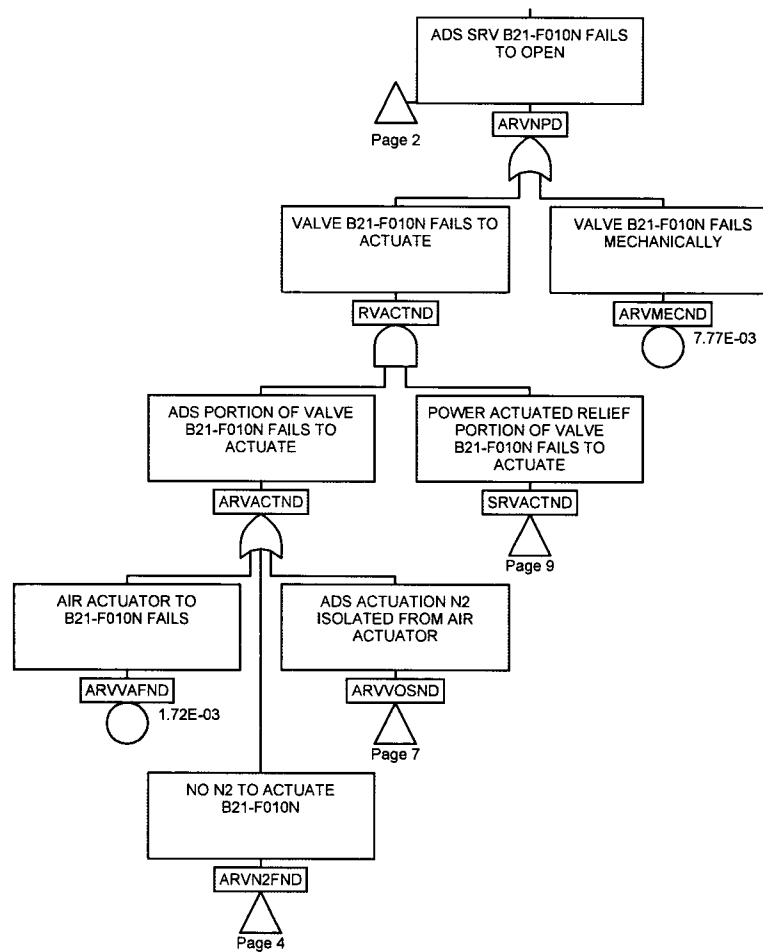 ADS SRV B21-F010N FAILS
TO OPEN
Page 2
ARVNPD
VALVE B21-F010N FAILS TO
ACTUATE
VALVE B21-F010N FAILS
MECHANICALLY
RVACTND
ARVMECND
7.77E-03
ADS PORTION OF VALVE
B21-F010N FAILS TO
ACTUATE
POWER ACTUATED RELIEF
PORTION OF VALVE
B21-F010N FAILS TO
ACTUATE
ARVACTND
SRVACTND
Page 9
AIR ACTUATOR TO
B21-F010N FAILS
ADS ACTUATION N2
ISOLATED FROM AIR
ACTUATOR
ARVVAFND
1.72E-03
ARVVOSND
Page 7
NO N2 TO ACTUATE
B21-F010N
ARVN2FND
Page 4